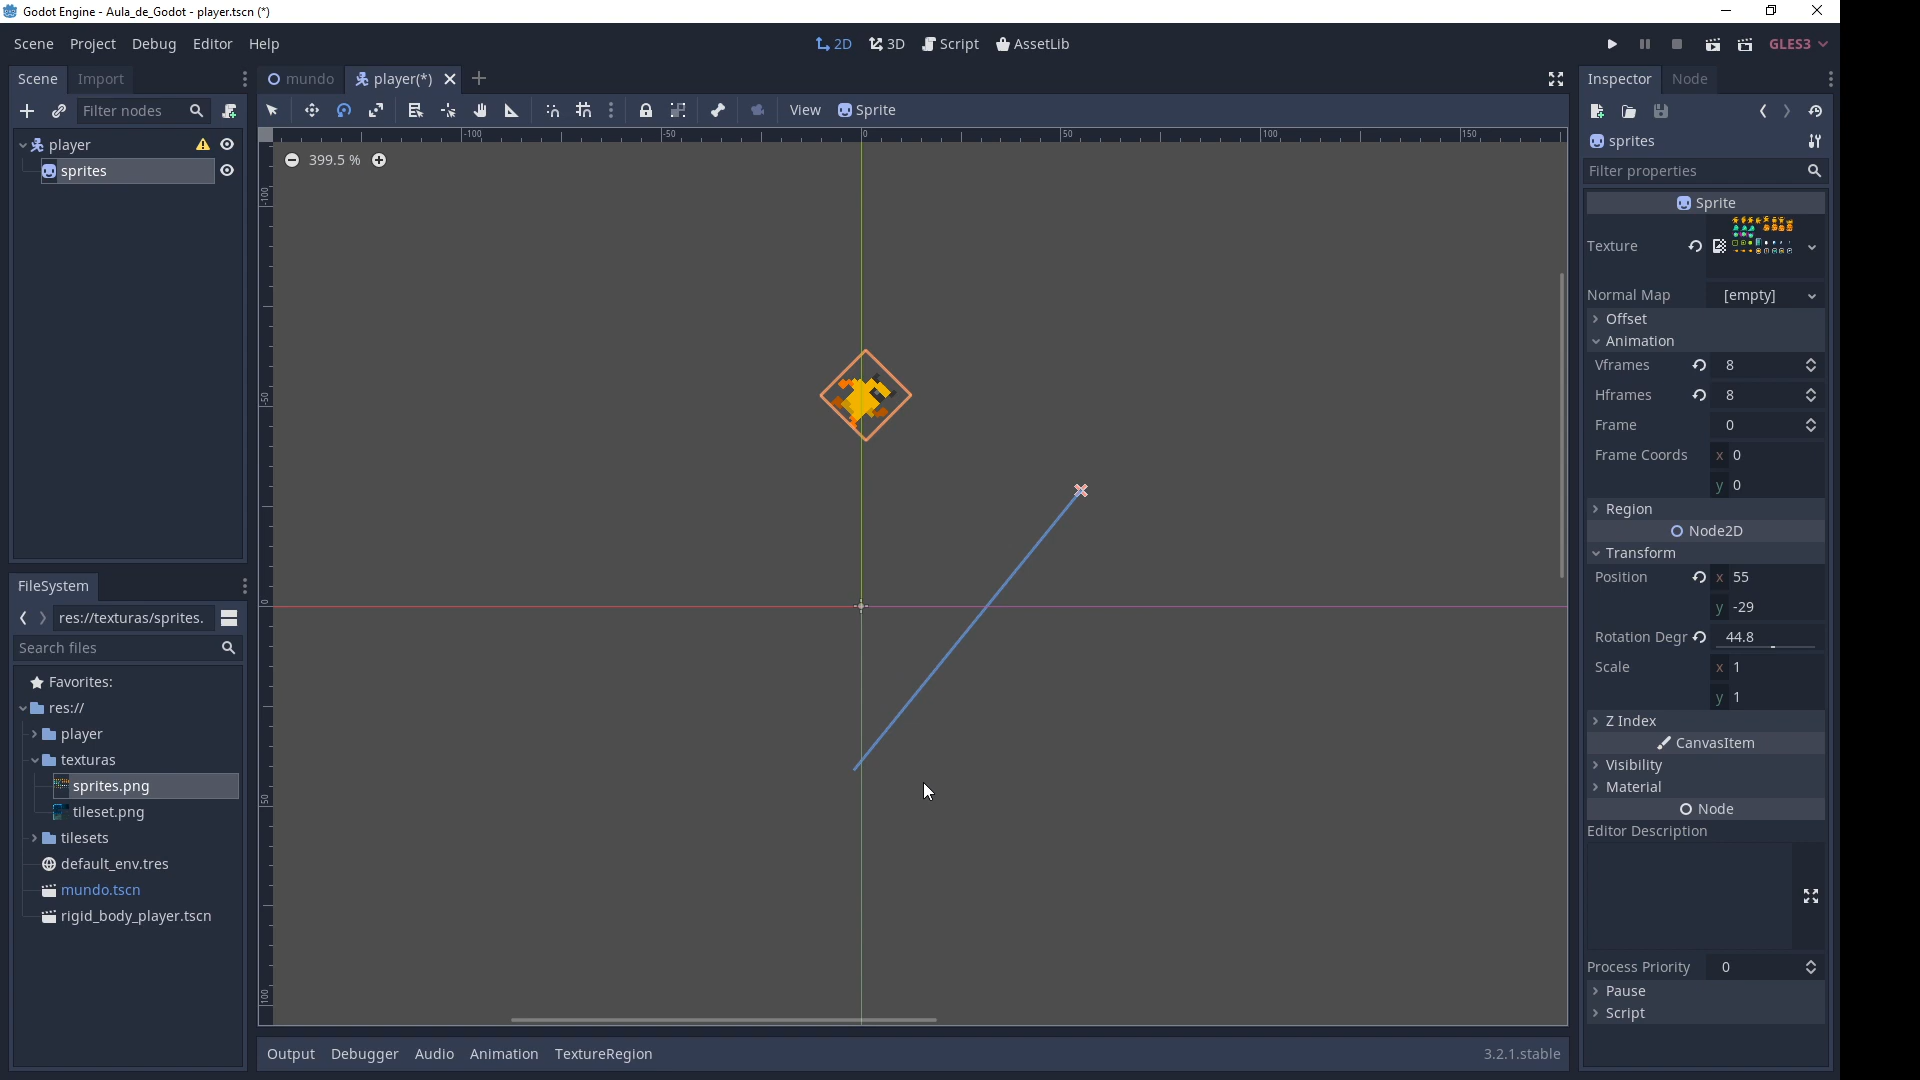 Godot Engine - Aula_de_Godot - player.tscn (*)
Scene Project Debug Editor Help
2D 3D Script AssetLib
GLES3
Scene Import
mundo player(*)
Inspector Node
Filter nodes
View Sprite
player
sprites
399.5 %
-100 -50 0 50 100 150
-100
-50
0
50
100
sprites
Filter properties
Sprite
Texture
Normal Map [empty]
Offset
Animation
Vframes 8
Hframes 8
Frame 0
Frame Coords x 0
y 0
Region
Node2D
Transform
Position x 55
y -29
Rotation Degr 44.8
Scale x 1
y 1
Z Index
CanvasItem
Visibility
Material
Node
Editor Description
Process Priority 0
Pause
Script
FileSystem
res://texturas/sprites.
Search files
Favorites:
res://
player
texturas
sprites.png
tileset.png
tilesets
default_env.tres
mundo.tscn
rigid_body_player.tscn
Output Debugger Audio Animation TextureRegion
3.2.1.stable